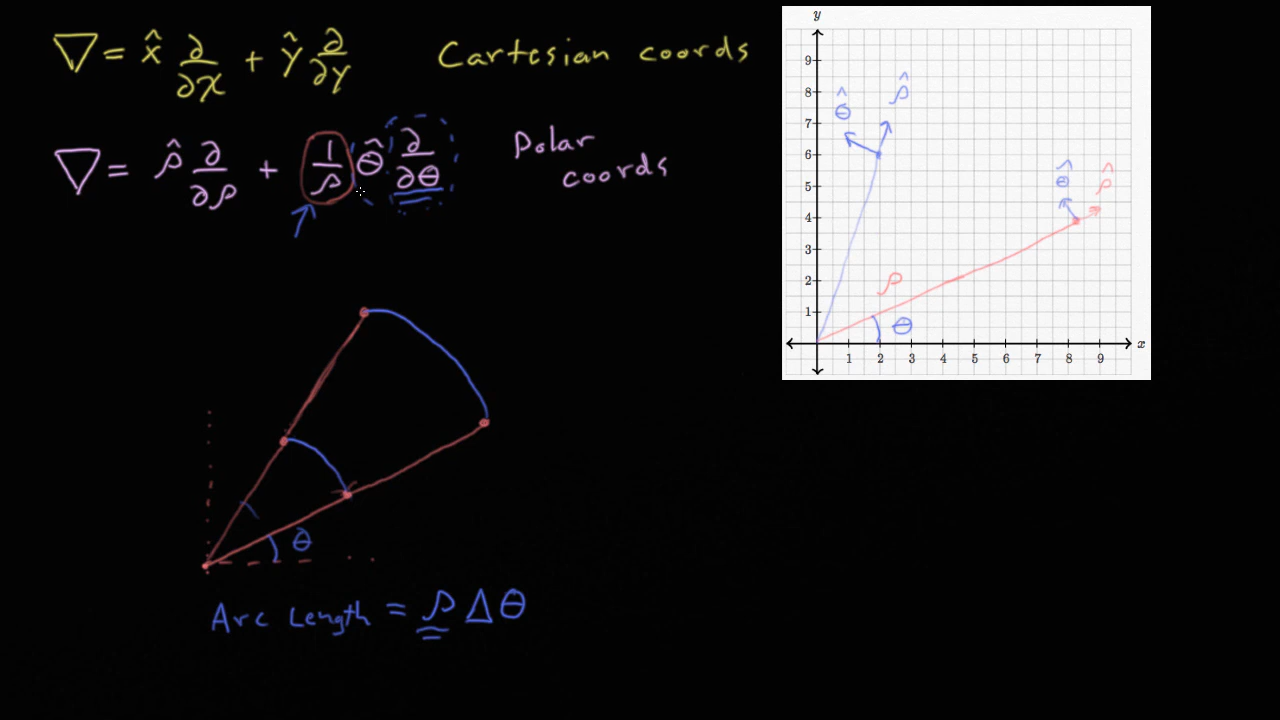 ∇ = x̂ ∂/∂x + ŷ ∂/∂y Cartesian coords
∇ = ρ̂ ∂/∂ρ + 1/ρ θ̂ ∂/∂θ Polar
coords
θ
Arc Length = ρ Δθ
y
9
8
7
6
5
4
3
2
1
θ̂ ρ̂
θ̂ ρ̂
ρ
θ
1 2 3 4 5 6 7 8 9 x